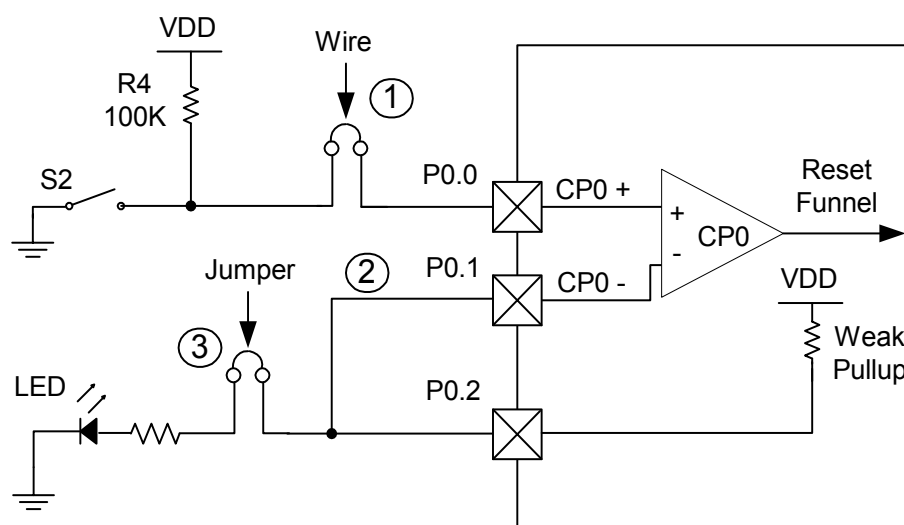 VDD
Wire
R4
100K
1
S2
P0.0
CP0 +
Reset
Funnel
+
CP0
-
Jumper
2
P0.1
CP0 -
VDD
3
Weak
Pullup
LED
P0.2